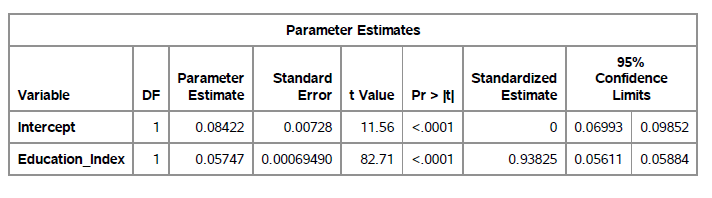 Parameter Estimates
Variable DF Parameter Estimate Standard Error t Value Pr > |t| Standardized Estimate 95% Confidence Limits
Intercept 1 0.08422 0.00728 11.56 <.0001 0 0.06993 0.09852
Education_Index 1 0.05747 0.00069490 82.71 <.0001 0.93825 0.05611 0.05884